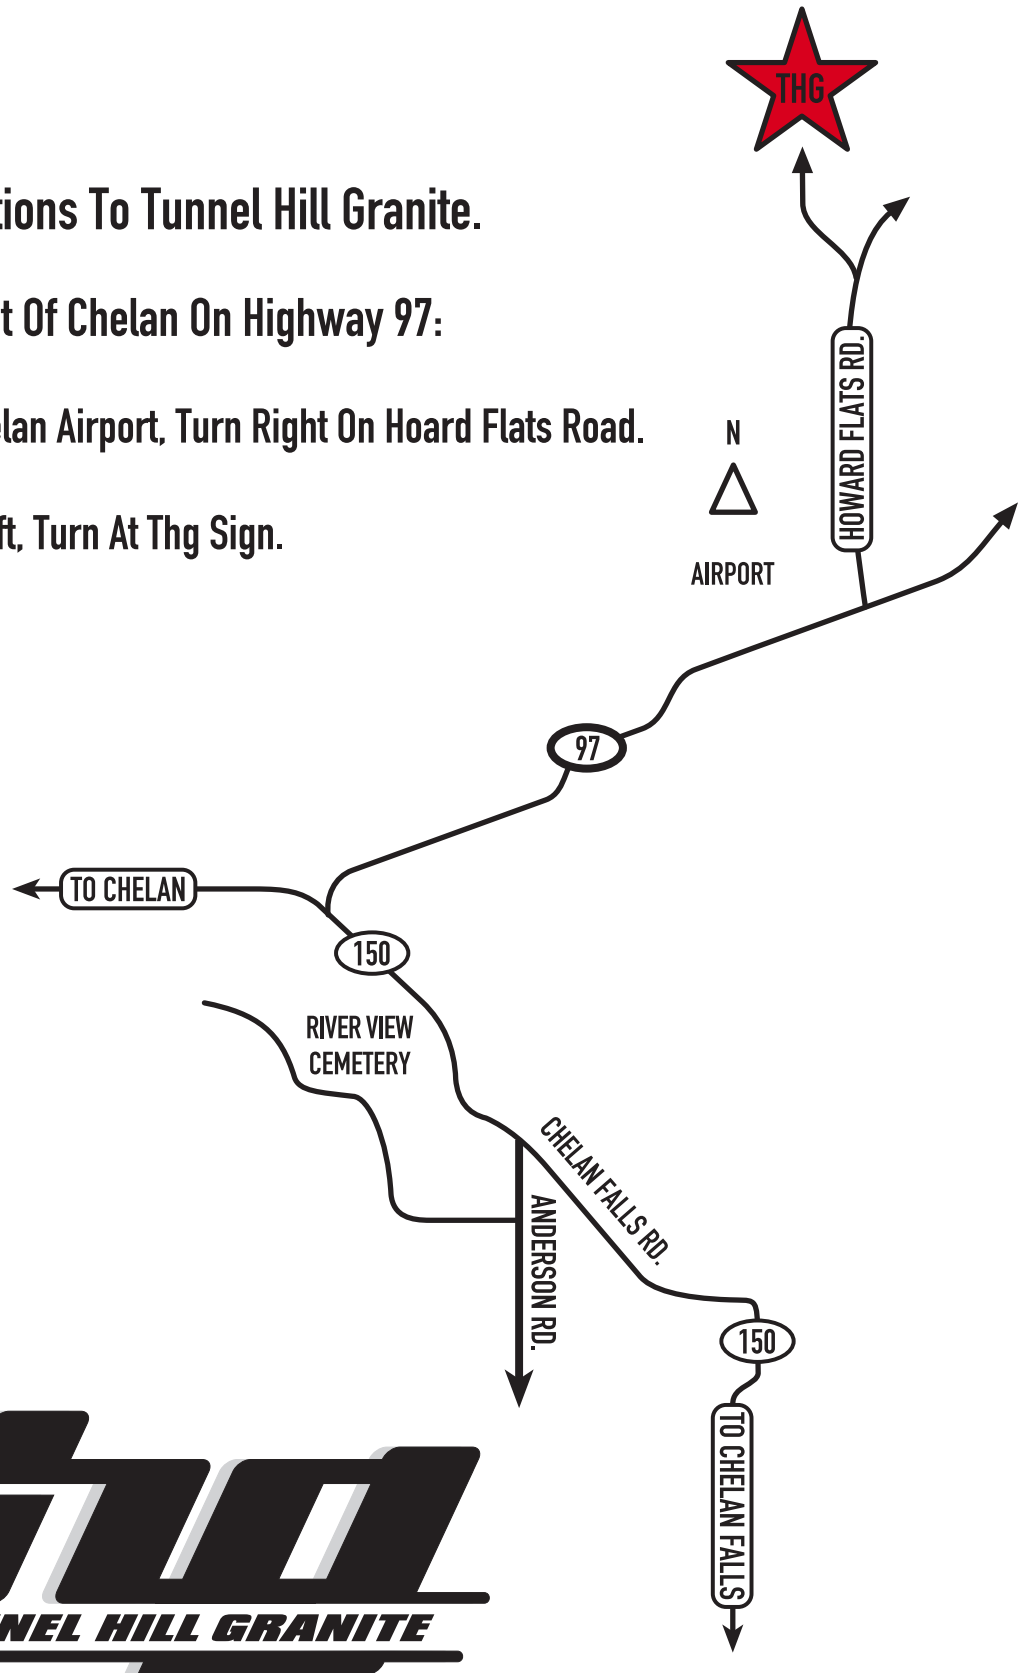 THG
tions To Tunnel Hill Granite.
t Of Chelan On Highway 97:
elan Airport, Turn Right On Hoard Flats Road.
ft, Turn At Thg Sign.
N
AIRPORT
HOWARD FLATS RD.
97
TO CHELAN
150
RIVER VIEW
CEMETERY
CHELAN FALLS RD.
ANDERSON RD.
150
TO CHELAN FALLS
NEL HILL GRANITE